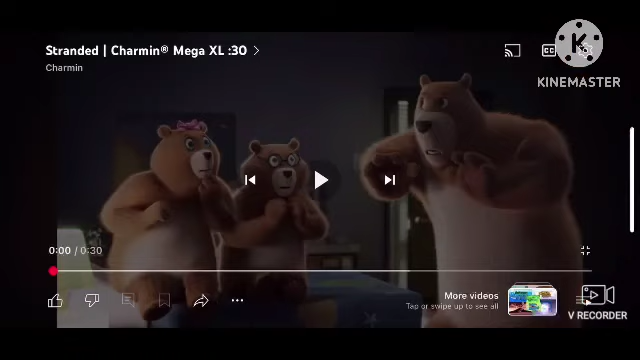 Stranded | Charmin® Mega XL :30
Charmin
CC
K
KINEMASTER
0:00 / 0:30
More videos
Tap or swipe up to see all
V RECORDER